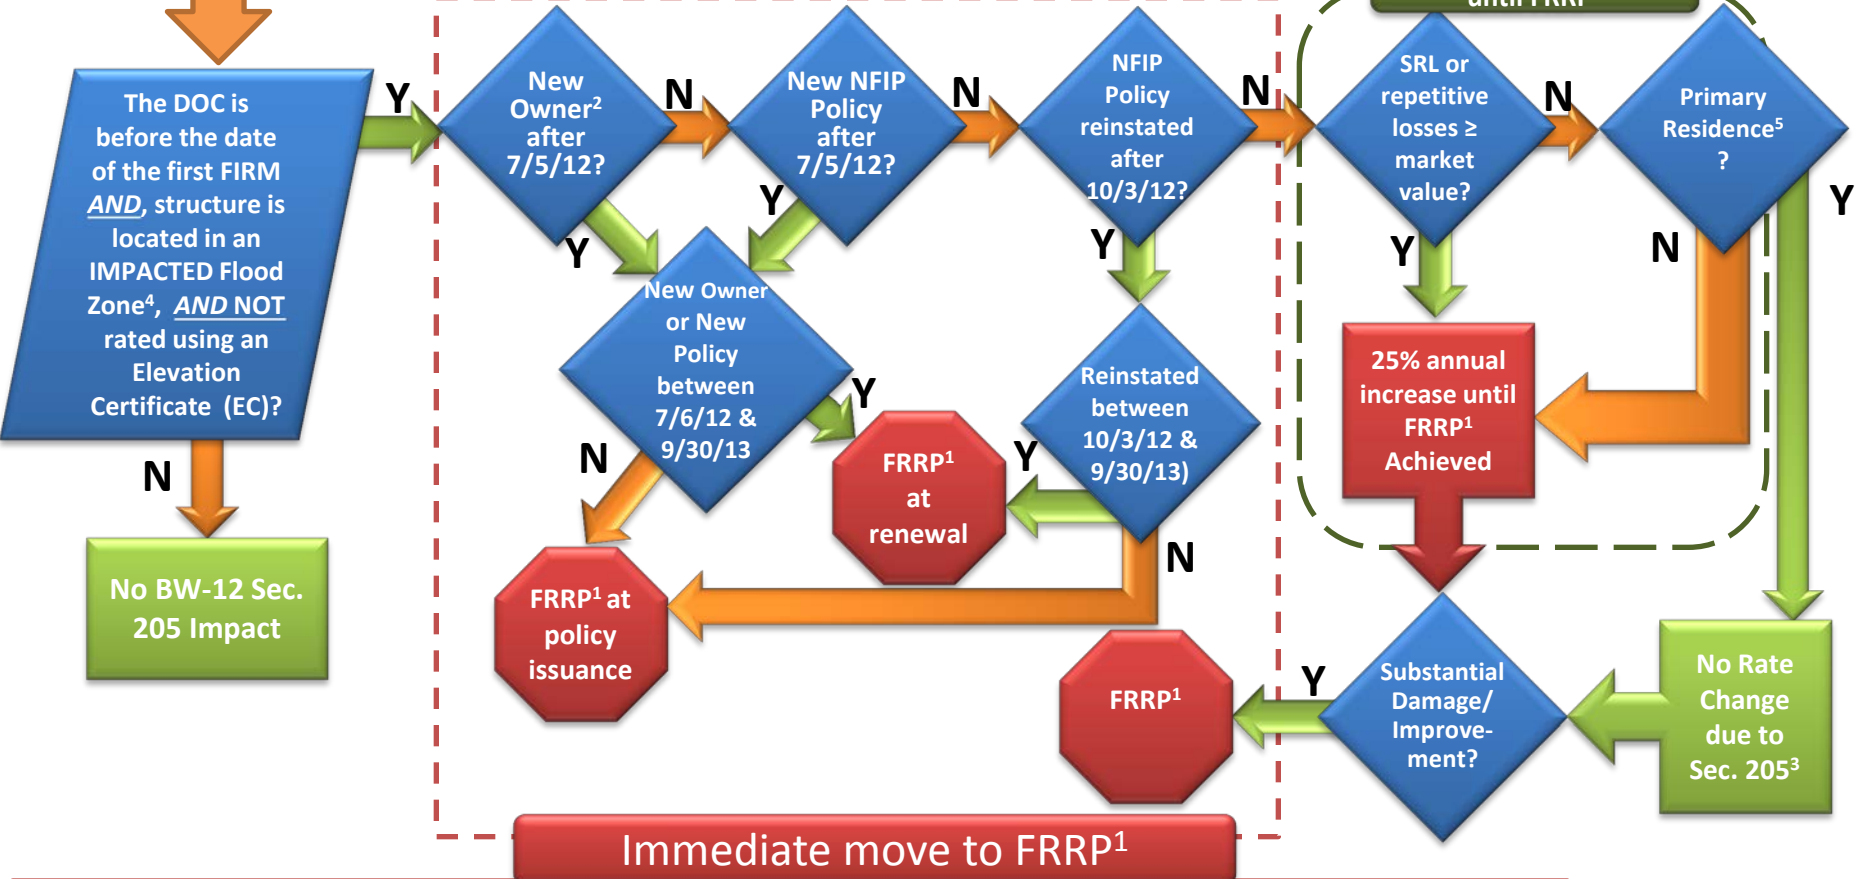 until FRRP
The DOC is
before the date
of the first FIRM
AND, structure is
located in an
IMPACTED Flood
Zone⁴, AND NOT
rated using an
Elevation
Certificate (EC)?
Y
N
No BW-12 Sec.
205 Impact
New
Owner²
after
7/5/12?
N
Y
New NFIP
Policy
after
7/5/12?
N
Y
NFIP
Policy
reinstated
after
10/3/12?
N
Y
SRL or
repetitive
losses ≥
market
value?
N
Y
Primary
Residence⁵
?
N
Y
New Owner
or New
Policy
between
7/6/12 &
9/30/13
Y
N
FRRP¹
at
renewal
Reinstated
between
10/3/12 &
9/30/13)
Y
N
25% annual
increase until
FRRP¹
Achieved
FRRP¹ at
policy
issuance
FRRP¹
Y
Substantial
Damage/
Improve-
ment?
No Rate
Change
due to
Sec. 205³
Immediate move to FRRP¹